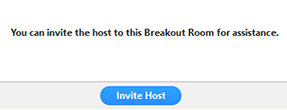 You can invite the host to this Breakout Room for assistance.
Invite Host